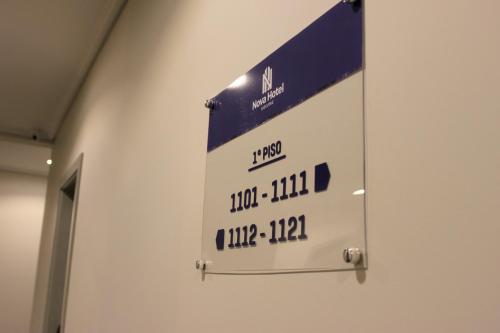 Nova Hotel
1º PISO
1101 - 1111
1112 - 1121